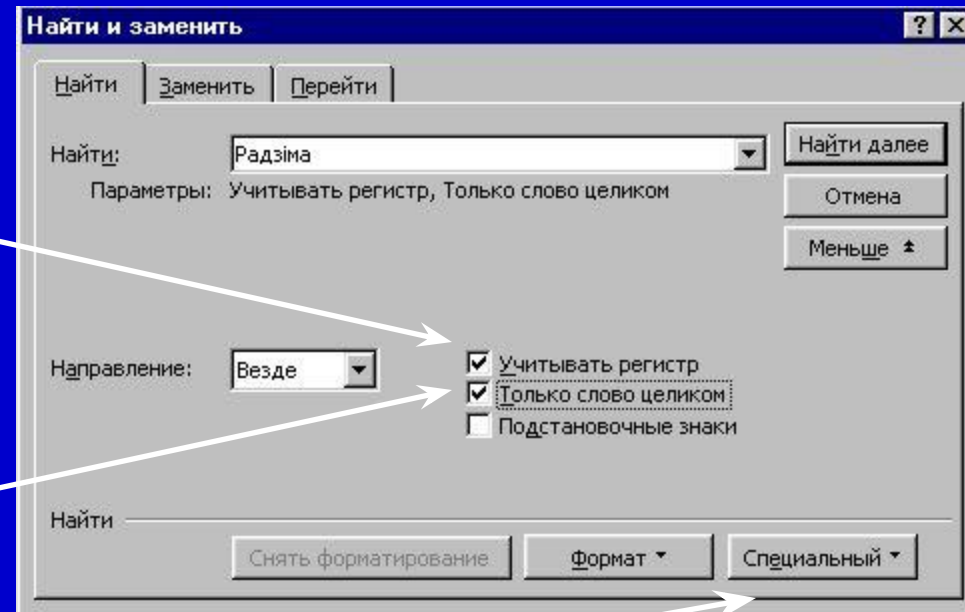 Найти и заменить
Найти Заменить Перейти
Найти: Радзіма Найти далее
Параметры: Учитывать регистр, Только слово целиком Отмена
Меньше
Направление: Везде Учитывать регистр
Только слово целиком
Подстановочные знаки
Найти
Снять форматирование Формат Специальный